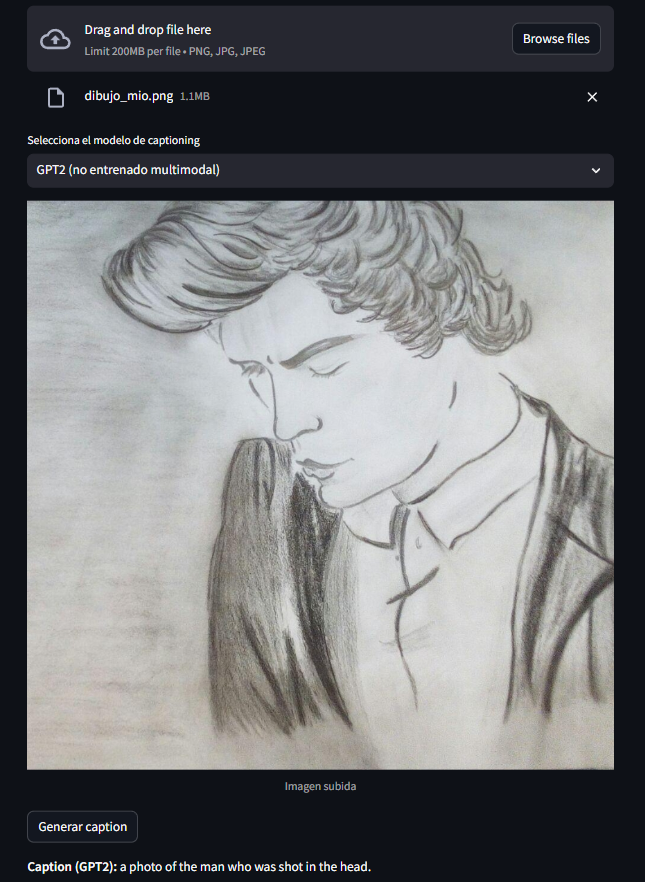 Drag and drop file here
Limit 200MB per file • PNG, JPG, JPEG
Browse files
dibujo_mio.png 1.1MB
Selecciona el modelo de captioning
GPT2 (no entrenado multimodal)
Imagen subida
Generar caption
Caption (GPT2): a photo of the man who was shot in the head.